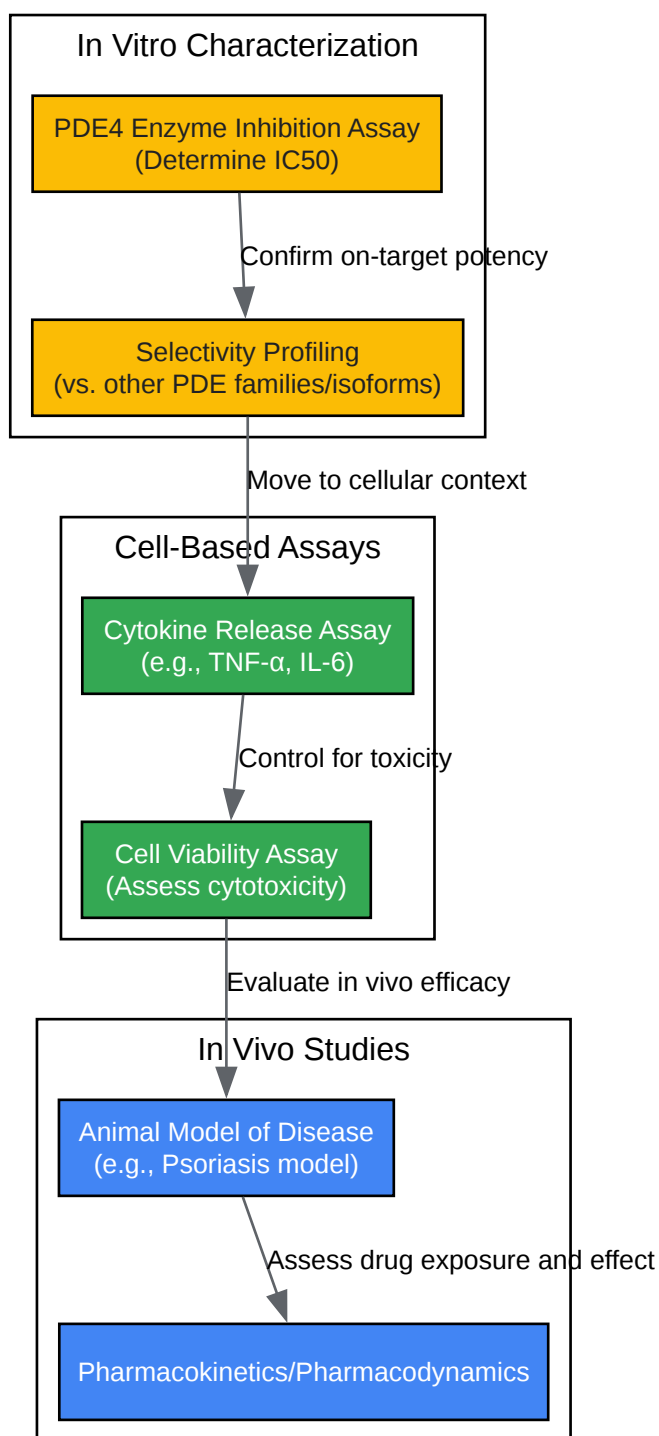 In Vitro Characterization
PDE4 Enzyme Inhibition Assay
(Determine IC50)
Confirm on-target potency
Selectivity Profiling
(vs. other PDE families/isoforms)
Move to cellular context
Cell-Based Assays
Cytokine Release Assay
(e.g., TNF-α, IL-6)
Control for toxicity
Cell Viability Assay
(Assess cytotoxicity)
Evaluate in vivo efficacy
In Vivo Studies
Animal Model of Disease
(e.g., Psoriasis model)
Assess drug exposure and effect
Pharmacokinetics/Pharmacodynamics